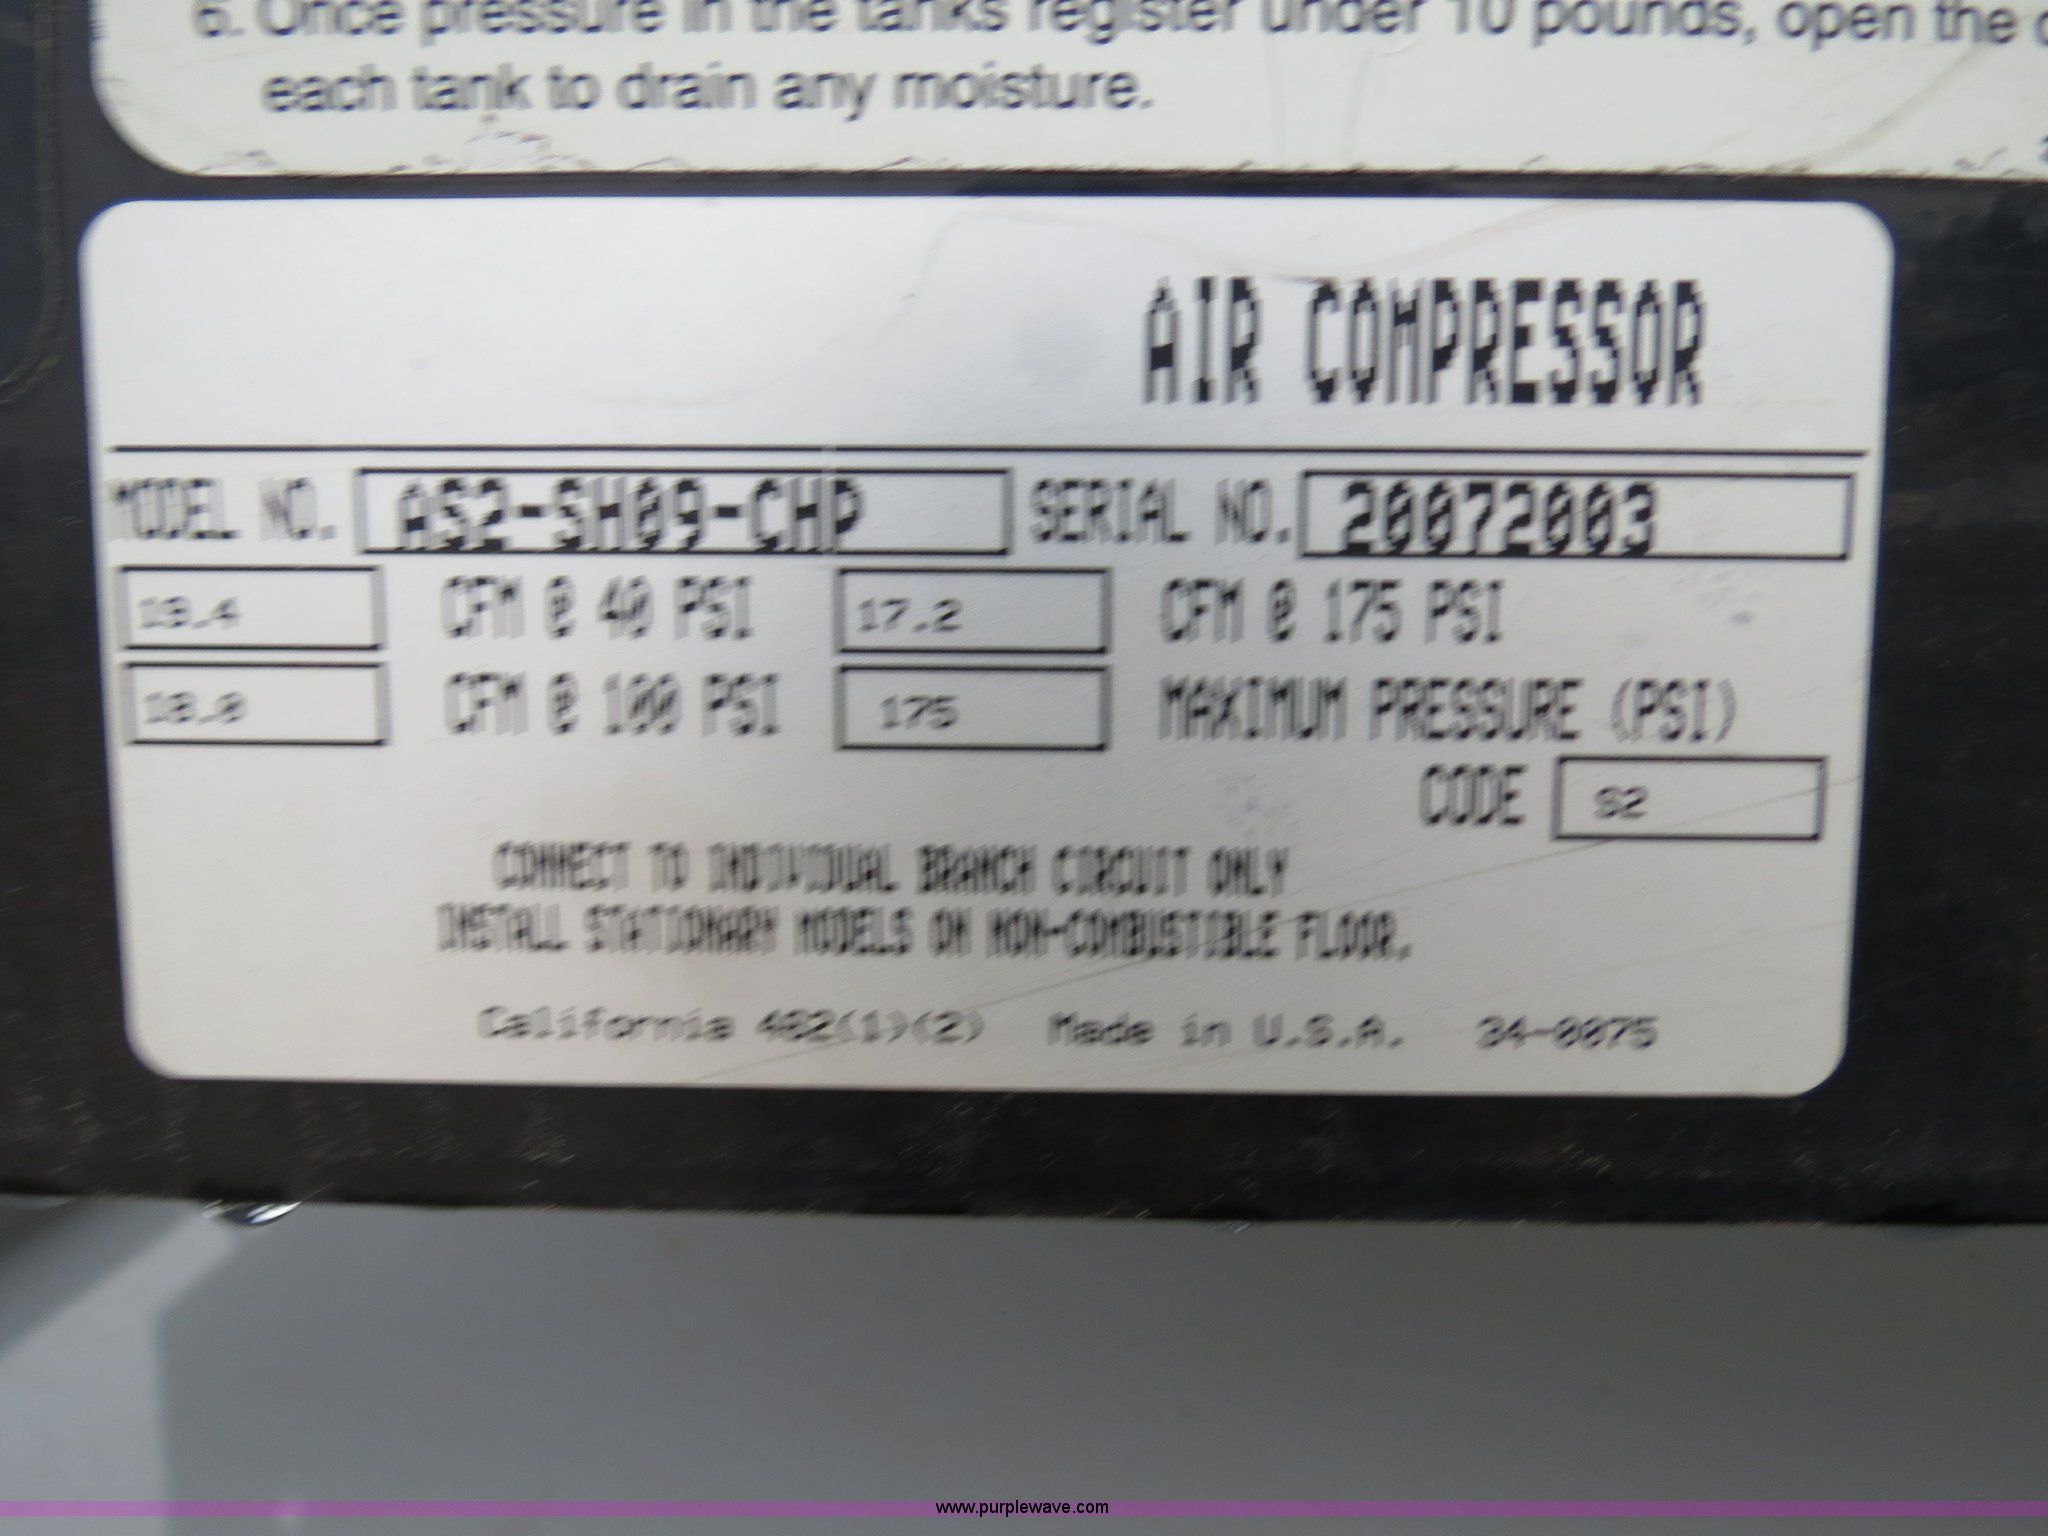 6. Once pressure in the tanks register under 10 pounds, open the
each tank to drain any moisture.
AIR COMPRESSOR
MODEL NO. AS2-SH09-CHP SERIAL NO. 20072003
19.4 CFM @ 40 PSI 17.2 CFM @ 175 PSI
18.0 CFM @ 100 PSI 175 MAXIMUM PRESSURE (PSI)
CODE S2
CONNECT TO INDIVIDUAL BRANCH CIRCUIT ONLY
INSTALL STATIONARY MODELS ON NON-COMBUSTIBLE FLOOR.
California 462(1)(2) Made in U.S.A. 34-0075
www.purplewave.com